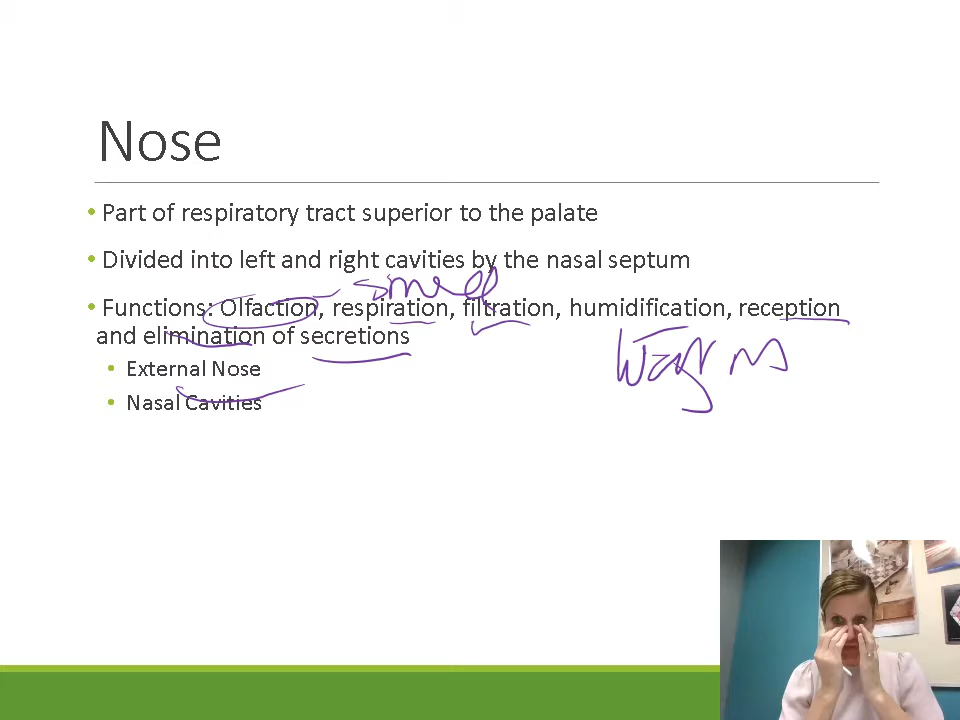 Nose
• Part of respiratory tract superior to the palate
• Divided into left and right cavities by the nasal septum
smell
• Functions: Olfaction, respiration, filtration, humidification, reception
and elimination of secretions
• External Nose
• Nasal Cavities